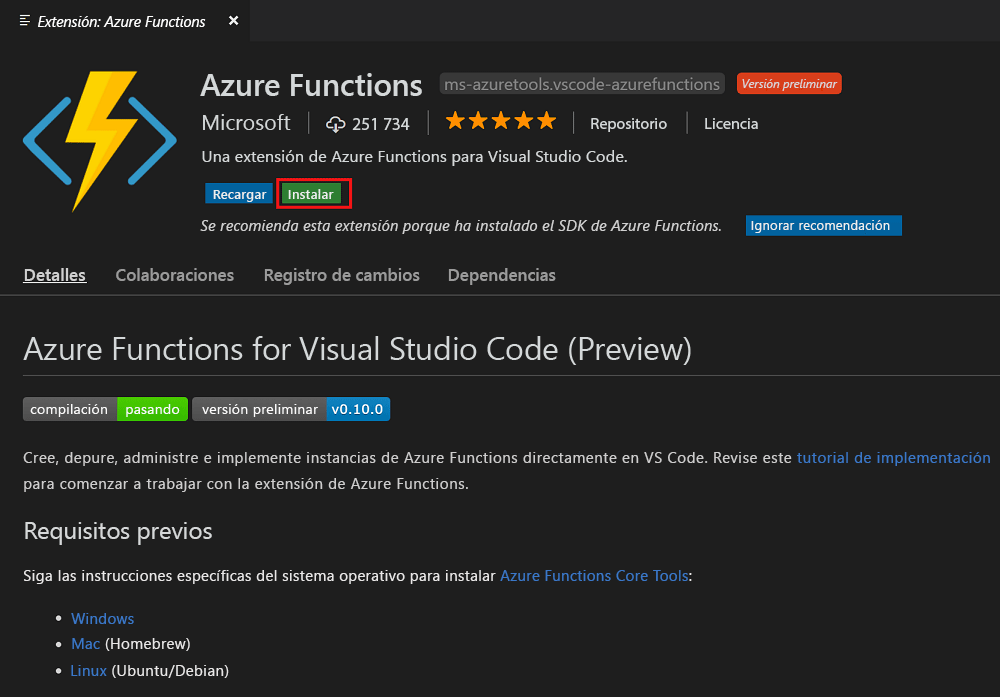 Extensión: Azure Functions ×
Azure Functions ms-azuretools.vscode-azurefunctions Versión preliminar
Microsoft 251 734 Repositorio Licencia
Una extensión de Azure Functions para Visual Studio Code.
Recargar Instalar
Se recomienda esta extensión porque ha instalado el SDK de Azure Functions. Ignorar recomendación
Detalles Colaboraciones Registro de cambios Dependencias
Azure Functions for Visual Studio Code (Preview)
compilación pasando versión preliminar v0.10.0
Cree, depure, administre e implemente instancias de Azure Functions directamente en VS Code. Revise este tutorial de implementación
para comenzar a trabajar con la extensión de Azure Functions.
Requisitos previos
Siga las instrucciones específicas del sistema operativo para instalar Azure Functions Core Tools:
• Windows
• Mac (Homebrew)
• Linux (Ubuntu/Debian)